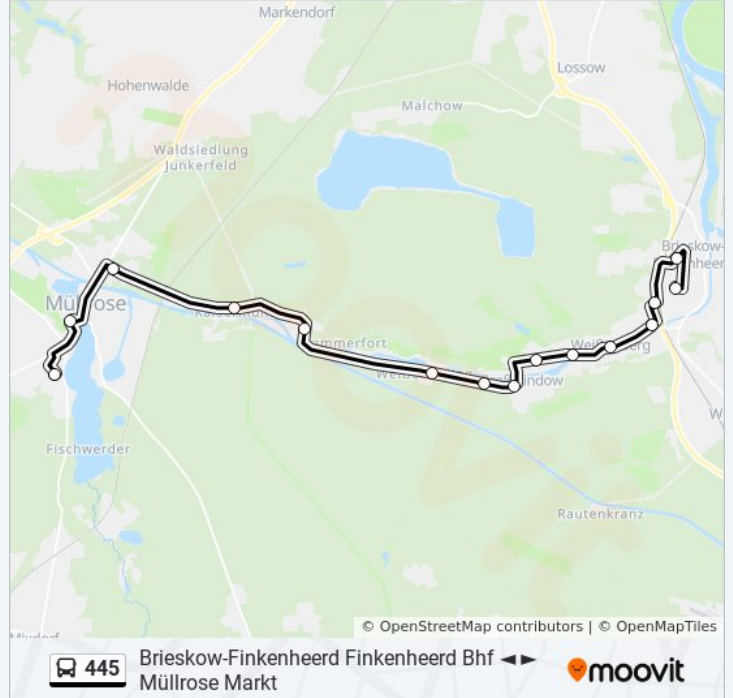 Markendorf
Lossow
Hohenwalde
Malchow
Waldsiedlung
Junkerfeld
Müllrose
Fischwerder
Rautenkranz
© OpenStreetMap contributors | © OpenMapTiles
445
Brieskow-Finkenheerd Finkenheerd Bhf ◄►
Müllrose Markt
moovit